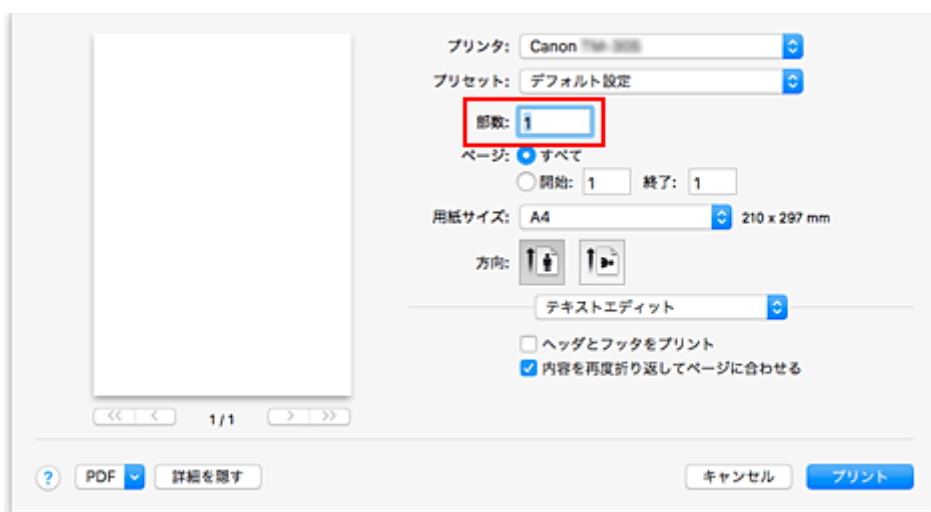 プリンタ: Canon
プリセット: デフォルト設定
部数: 1
ページ: すべて
開始: 1 終了: 1
用紙サイズ: A4 210 x 297 mm
方向:
テキストエディット
ヘッダとフッタをプリント
内容を再度折り返してページに合わせる
1/1
? PDF 詳細を隠す キャンセル プリント